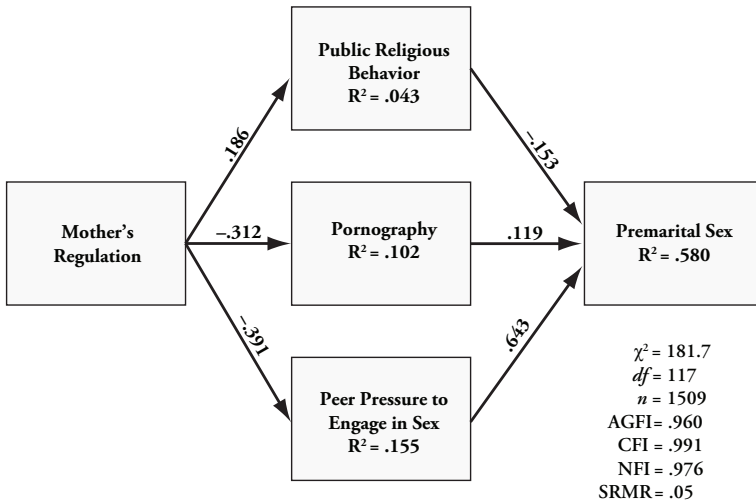 Public Religious
Behavior
R² = .043
.186
–.153
Mother’s
Regulation
–.312
Pornography
R² = .102
.119
Premarital Sex
R² = .580
–.391
.643
Peer Pressure to
Engage in Sex
R² = .155
χ² = 181.7
df = 117
n = 1509
AGFI= .960
CFI = .991
NFI = .976
SRMR = .05